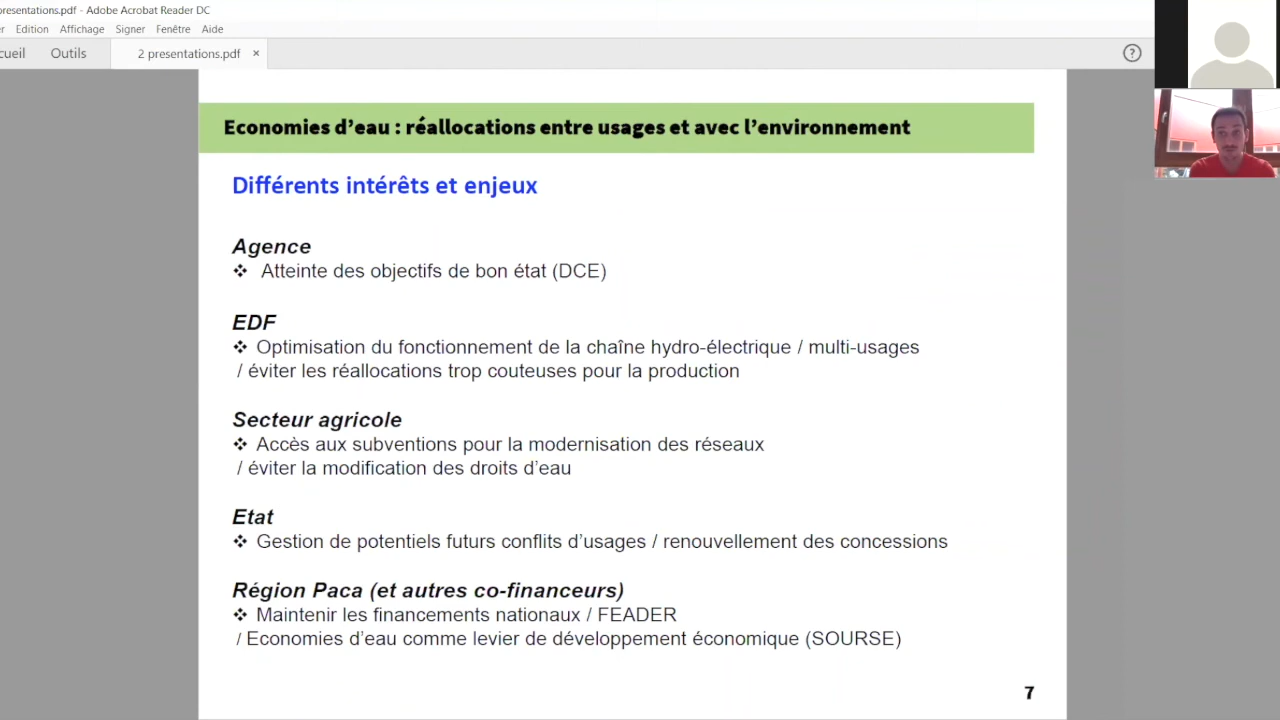 presentations.pdf - Adobe Acrobat Reader DC
Edition Affichage Signer Fenêtre Aide
Outils 2 presentations.pdf × ?
Economies d’eau : réallocations entre usages et avec l’environnement
Différents intérêts et enjeux
Agence
❖ Atteinte des objectifs de bon état (DCE)
EDF
❖ Optimisation du fonctionnement de la chaîne hydro-électrique / multi-usages
/ éviter les réallocations trop couteuses pour la production
Secteur agricole
❖ Accès aux subventions pour la modernisation des réseaux
/ éviter la modification des droits d’eau
Etat
❖ Gestion de potentiels futurs conflits d’usages / renouvellement des concessions
Région Paca (et autres co-financeurs)
❖ Maintenir les financements nationaux / FEADER
/ Economies d’eau comme levier de développement économique (SOURSE)
7